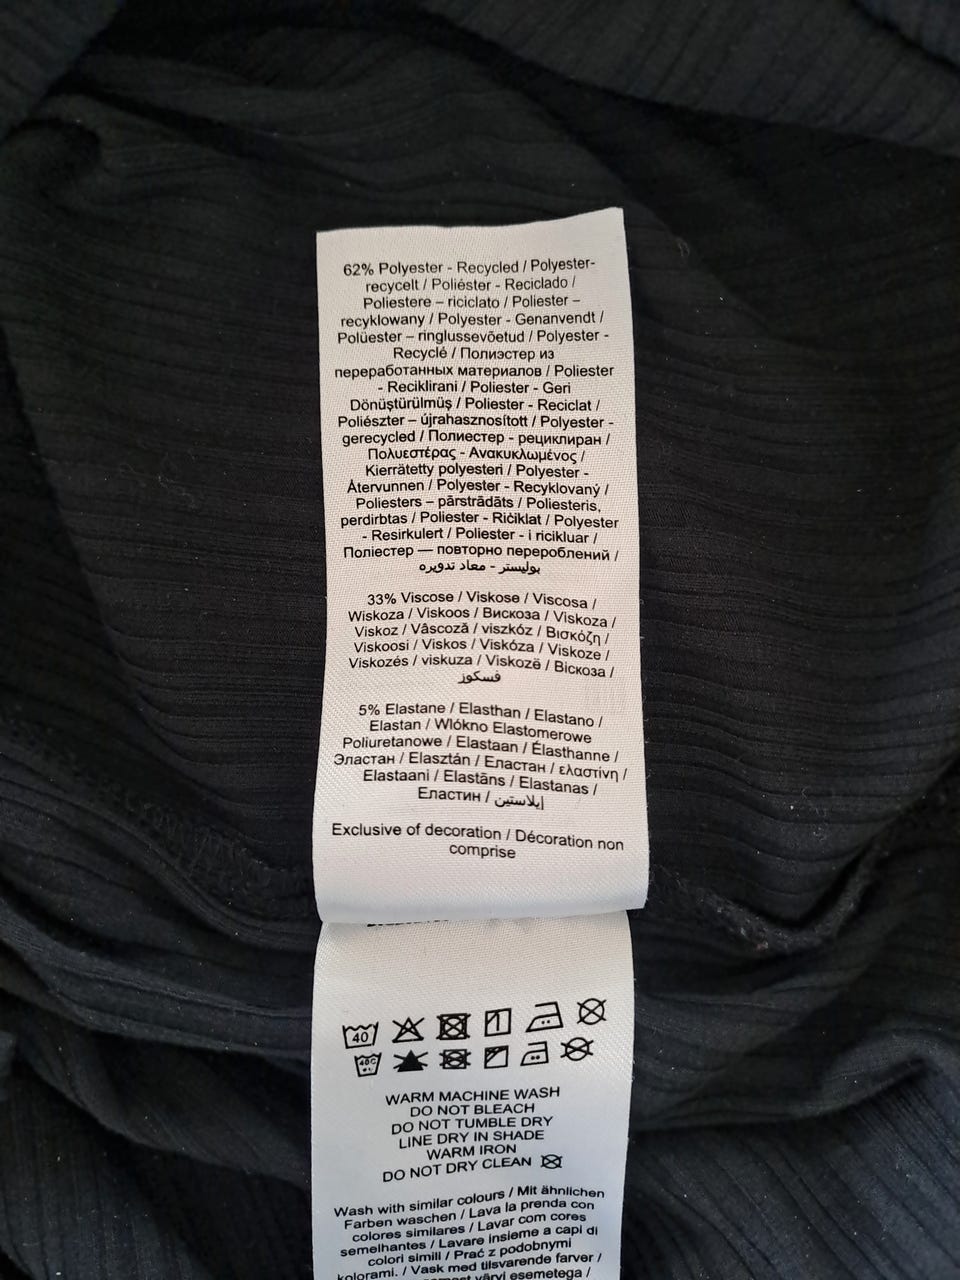 62% Polyester - Recycled / Polyester-
recycelt / Poliéster - Reciclado /
Poliestere – riciclato / Poliester –
recyklowany / Polyester - Genanvendt /
Polüester – ringlussevõetud / Polyester -
Recyclé / Полиэстер из
переработанных материалов / Poliester
- Reciklirani / Poliester - Geri
Dönüştürülmüş / Poliester - Reciclat /
Poliészter – újrahasznosított / Polyester -
gerecycled / Полиестер - рециклиран /
Πολυεστέρας - Ανακυκλωμένος /
Kierrätetty polyesteri / Polyester -
Återvunnen / Polyester - Recyklovaný /
Poliesters – pārstrādāts / Poliesteris,
perdirbtas / Poliester - Riċiklat / Polyester
- Resirkulert / Poliester - i ricikluar /
Поліестер — повторно перероблений /
بوليستر - معاد تدويره
33% Viscose / Viskose / Viscosa /
Wiskoza / Viskoos / Вискоза / Viskoza /
Viskoz / Vâscoză / viszkóz / Βισκόζη /
Viskoosi / Viskos / Viskóza / Viskoze /
Viskozės / viskuza / Viskozë / Віскоза /
فسكوز
5% Elastane / Elasthan / Elastano /
Elastan / Włókno Elastomerowe
Poliuretanowe / Elastaan / Élasthanne /
Эластан / Elasztán / Еластан / ελαστίνη /
Elastaani / Elastāns / Elastanas /
Еластин / إيلاستين
Exclusive of decoration / Décoration non
comprise
40
40C
WARM MACHINE WASH
DO NOT BLEACH
DO NOT TUMBLE DRY
LINE DRY IN SHADE
WARM IRON
DO NOT DRY CLEAN
Wash with similar colours / Mit ähnlichen
Farben waschen / Lava la prenda con
colores similares / Lavar com cores
semelhantes / Lavare insieme a capi di
colori simili / Prać z podobnymi
kolorami. / Vask med tilsvarende farver /
värvi esemetega /